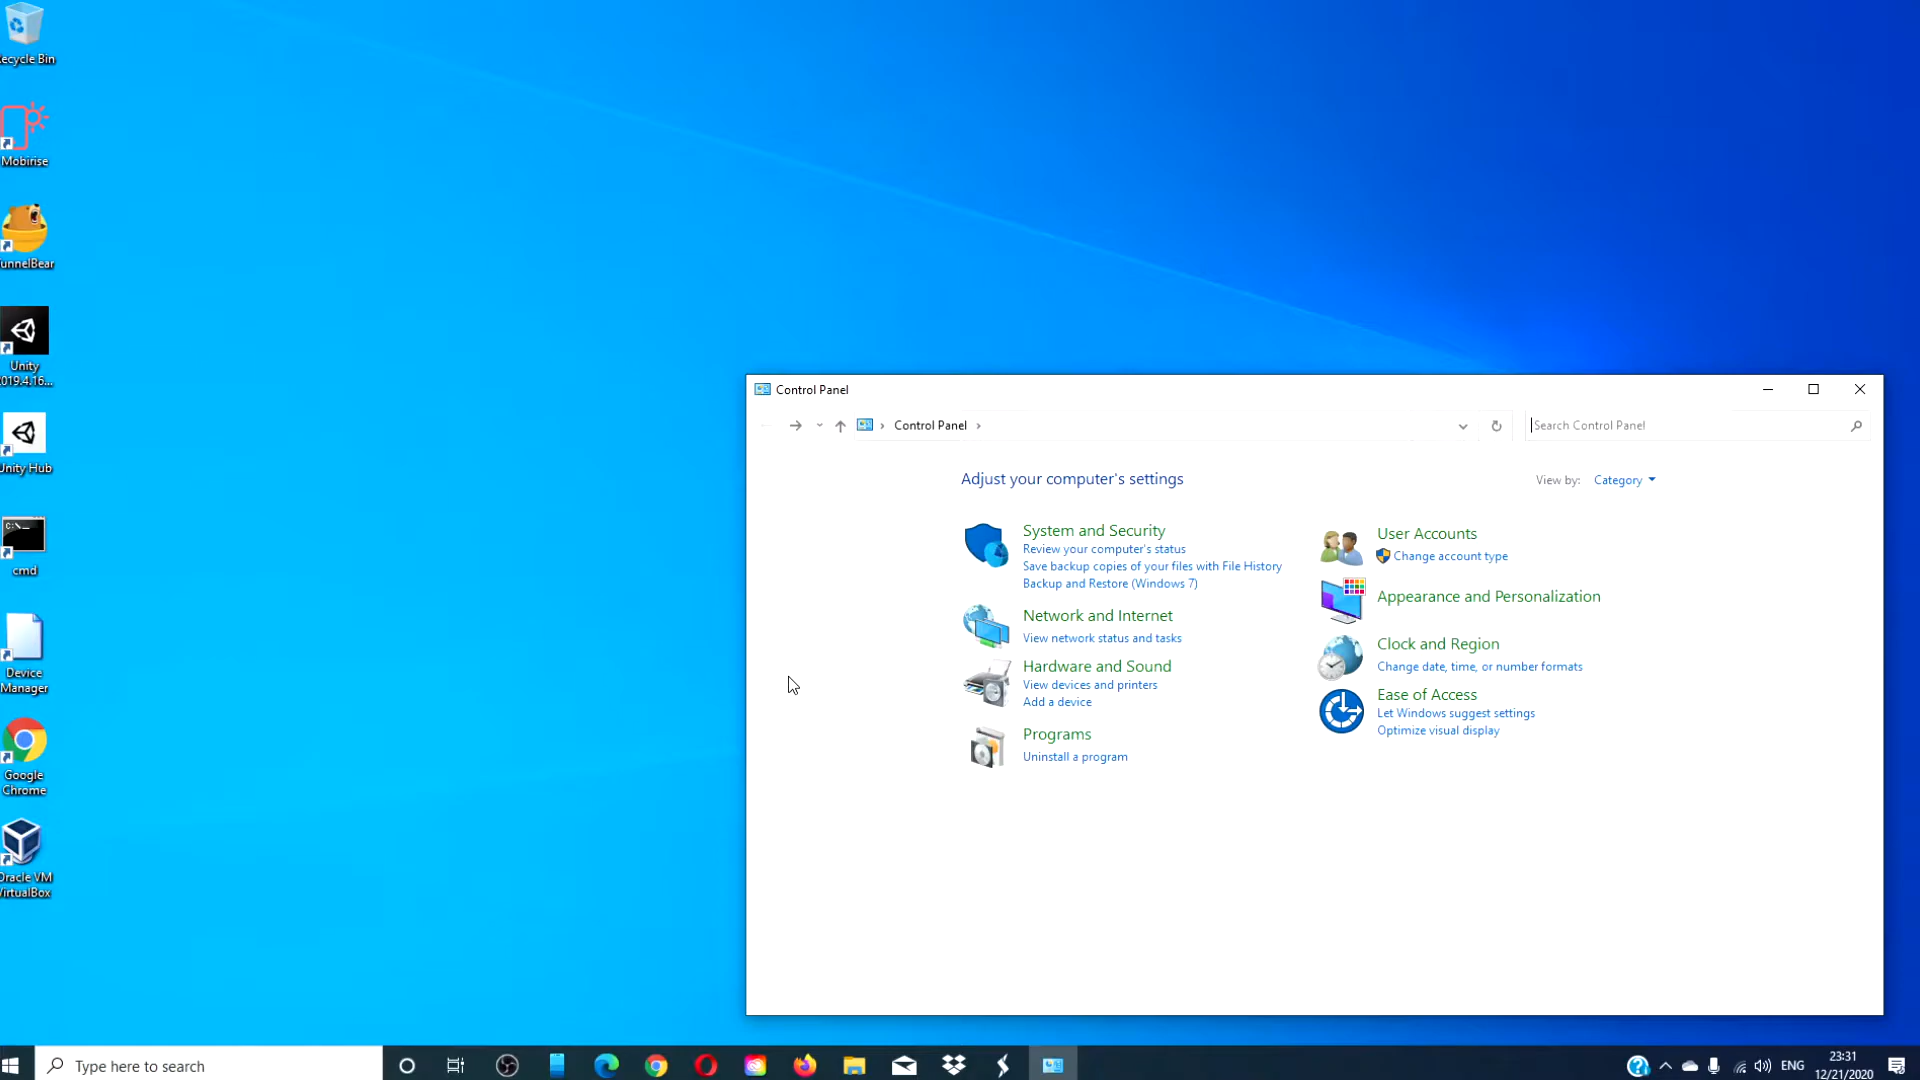 ecycle Bin
Mobirise
unnelBear
Unity
2019.4.16...
Unity Hub
cmd
Device
Manager
Google
Chrome
Oracle VM
VirtualBox
Control Panel
Control Panel
Search Control Panel
Adjust your computer's settings
View by: Category
System and Security
Review your computer's status
Save backup copies of your files with File History
Backup and Restore (Windows 7)
Network and Internet
View network status and tasks
Hardware and Sound
View devices and printers
Add a device
Programs
Uninstall a program
User Accounts
Change account type
Appearance and Personalization
Clock and Region
Change date, time, or number formats
Ease of Access
Let Windows suggest settings
Optimize visual display
Type here to search
ENG
23:31
12/21/2020